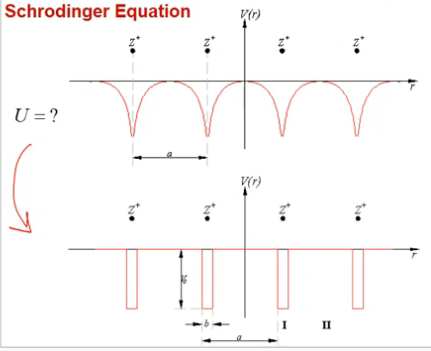 Schrodinger Equation
V(r)
Z⁺ Z⁺ Z⁺ Z⁺
r
U = ?
a
V(r)
Z⁺ Z⁺ Z⁺ Z⁺
r
b I II
a